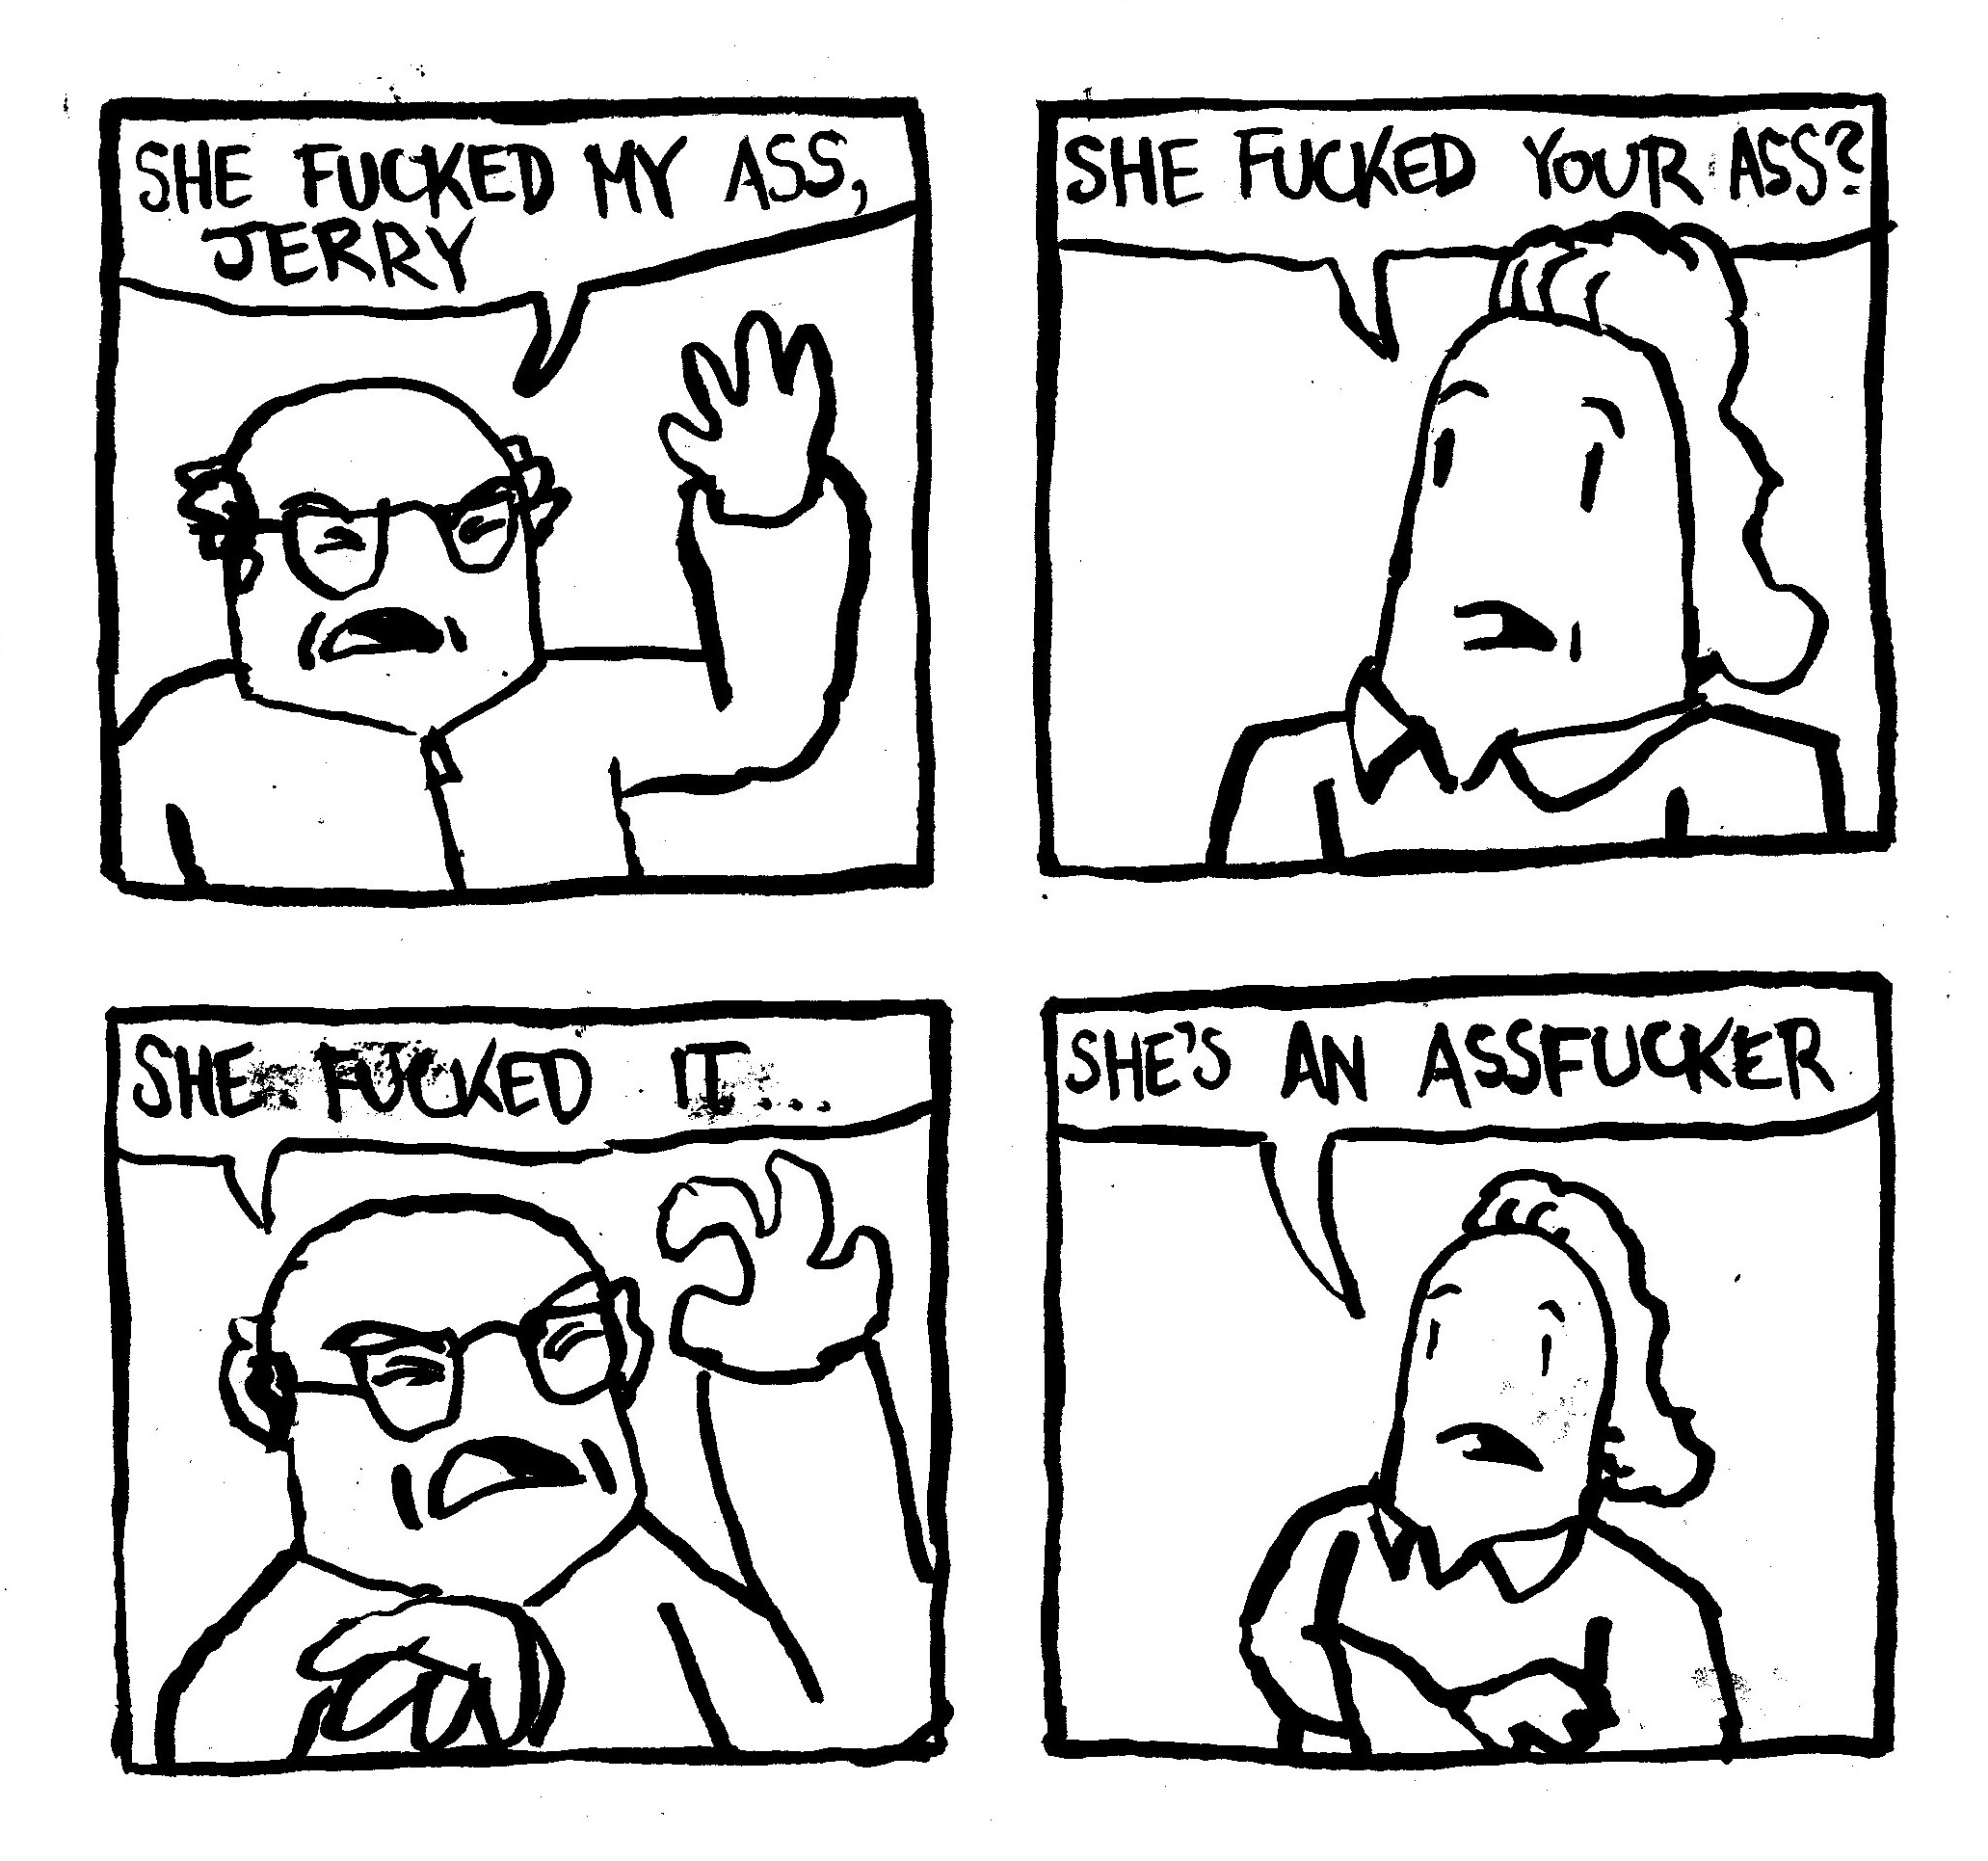 SHE FUCKED MY ASS,
JERRY
SHE FUCKED YOUR ASS?
SHE FUCKED IT...
SHE'S AN ASSFUCKER